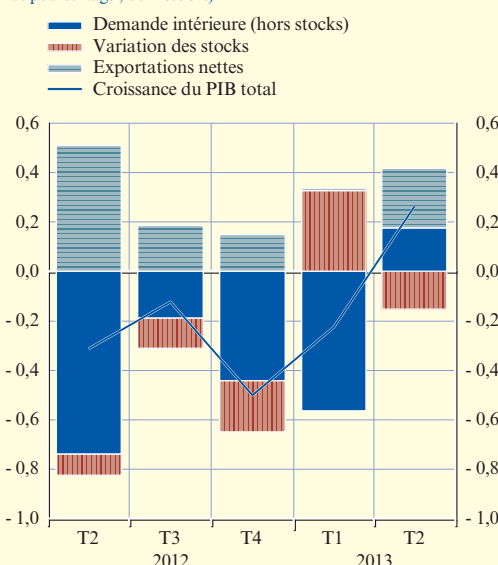 Demande intérieure (hors stocks)
Variation des stocks
Exportations nettes
Croissance du PIB total
0,6 0,6
0,4 0,4
0,2 0,2
0,0 0,0
- 0,2 - 0,2
- 0,4 - 0,4
- 0,6 - 0,6
- 0,8 - 0,8
- 1,0 - 1,0
T2 T3 T4 T1 T2
2012 2013